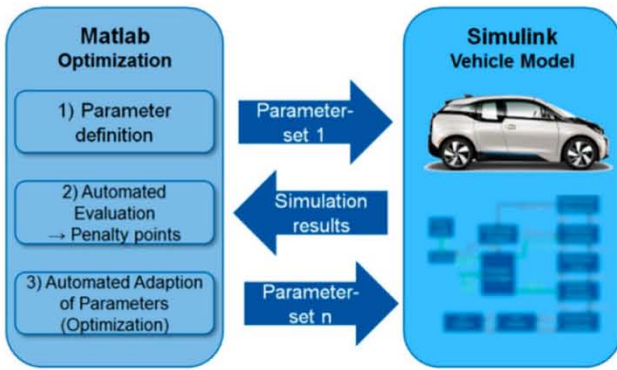 Matlab
Optimization
1) Parameter
definition
2) Automated
Evaluation
→ Penalty points
3) Automated Adaption
of Parameters
(Optimization)
Parameter-
set 1
Simulation
results
Parameter-
set n
Simulink
Vehicle Model